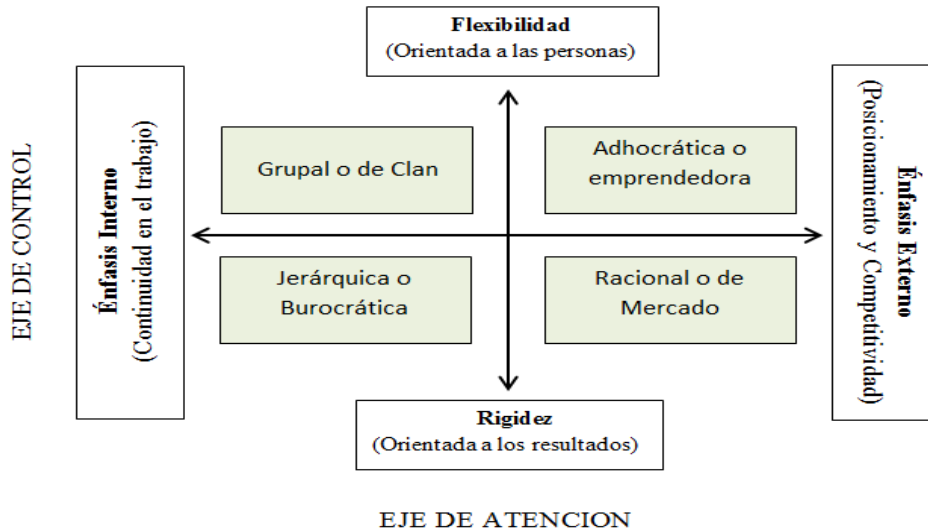 Flexibilidad
(Orientada a las personas)
EJE DE CONTROL
Énfasis Interno
(Continuidad en el trabajo)
Grupal o de Clan
Adhocrática o
emprendedora
Énfasis Externo
(Posicionamiento y Competitividad)
Jerárquica o
Burocrática
Racional o de
Mercado
Rigidez
(Orientada a los resultados)
EJE DE ATENCION